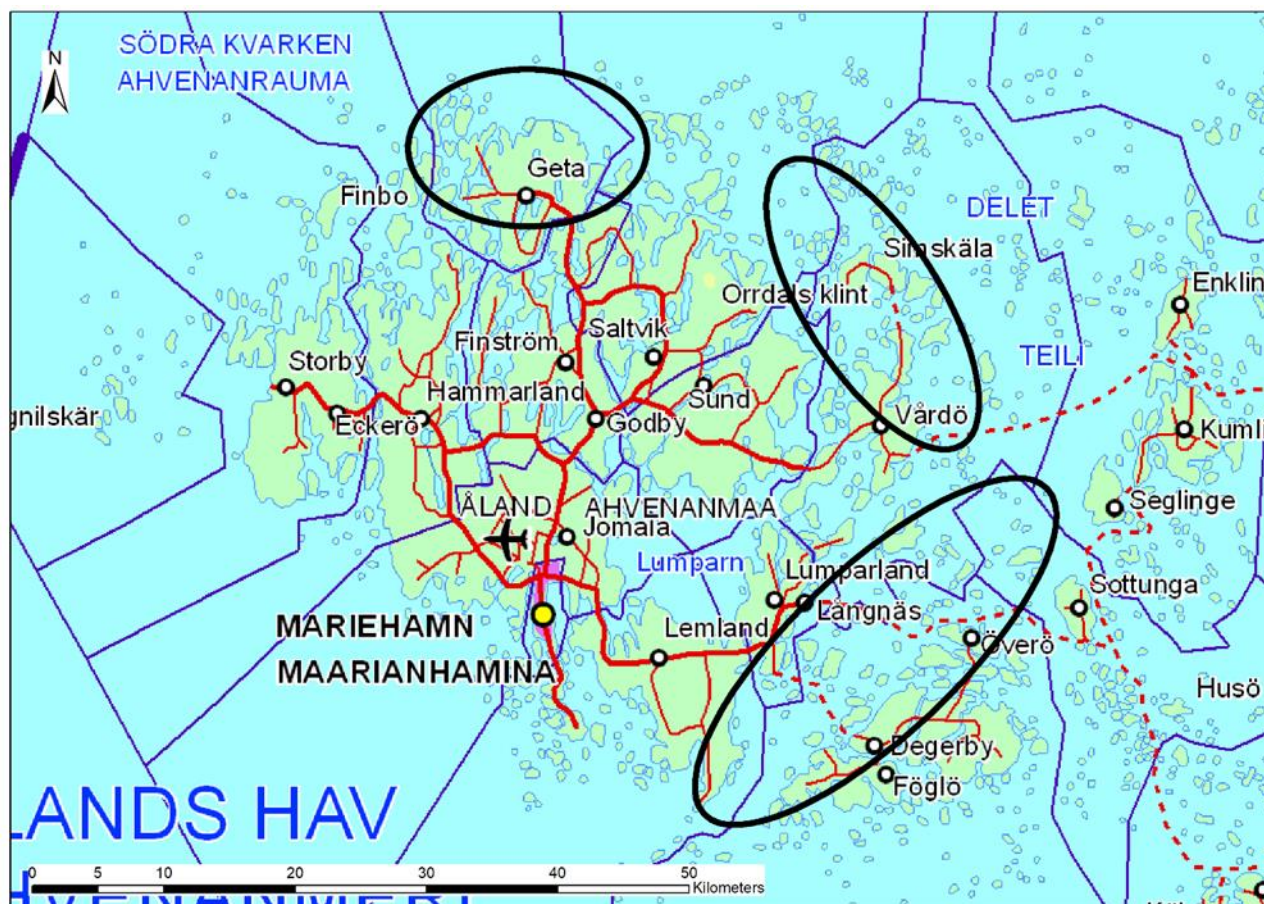 N
SÖDRA KVARKEN
AHVENANRAUMA
Geta
Finbo
DELET
Simskäla
Enklin
Orrdals klint
Saltvik
Finström
TEILI
Storby
Sund
Hammarland
gnilskär
Eckerö
Godby
Vårdö
Kumli
Seglinge
ÅLAND
AHVENANMAA
Jomala
Lumparn
Lumparland
Långnäs
Sottunga
MARIEHAMN
Lemland
Överö
MAARIANHAMINA
Husö
Degerby
Föglö
LANDS HAV
0 5 10 20 30 40 50
Kilometers